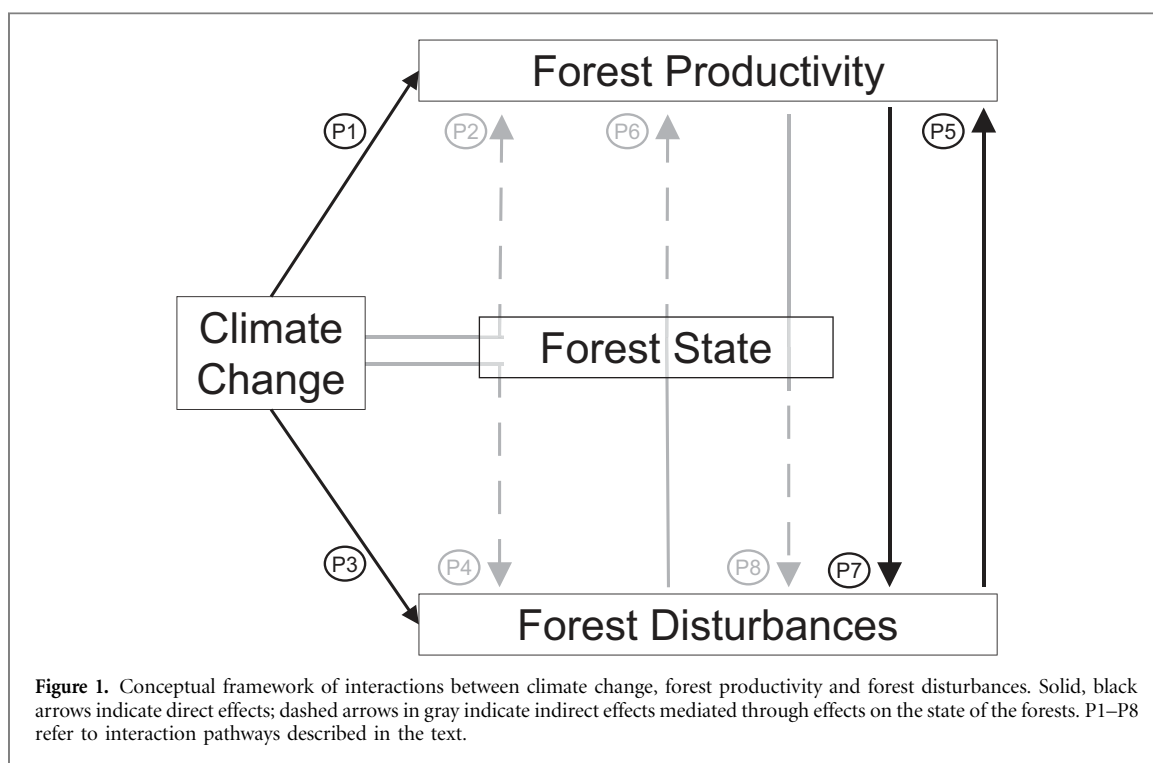 Forest Productivity
P1
P2
P6
P5
Climate
Change
Forest State
P3
P4
P8
P7
Forest Disturbances
Figure 1. Conceptual framework of interactions between climate change, forest productivity and forest disturbances. Solid, black
arrows indicate direct effects; dashed arrows in gray indicate indirect effects mediated through effects on the state of the forests. P1–P8
refer to interaction pathways described in the text.